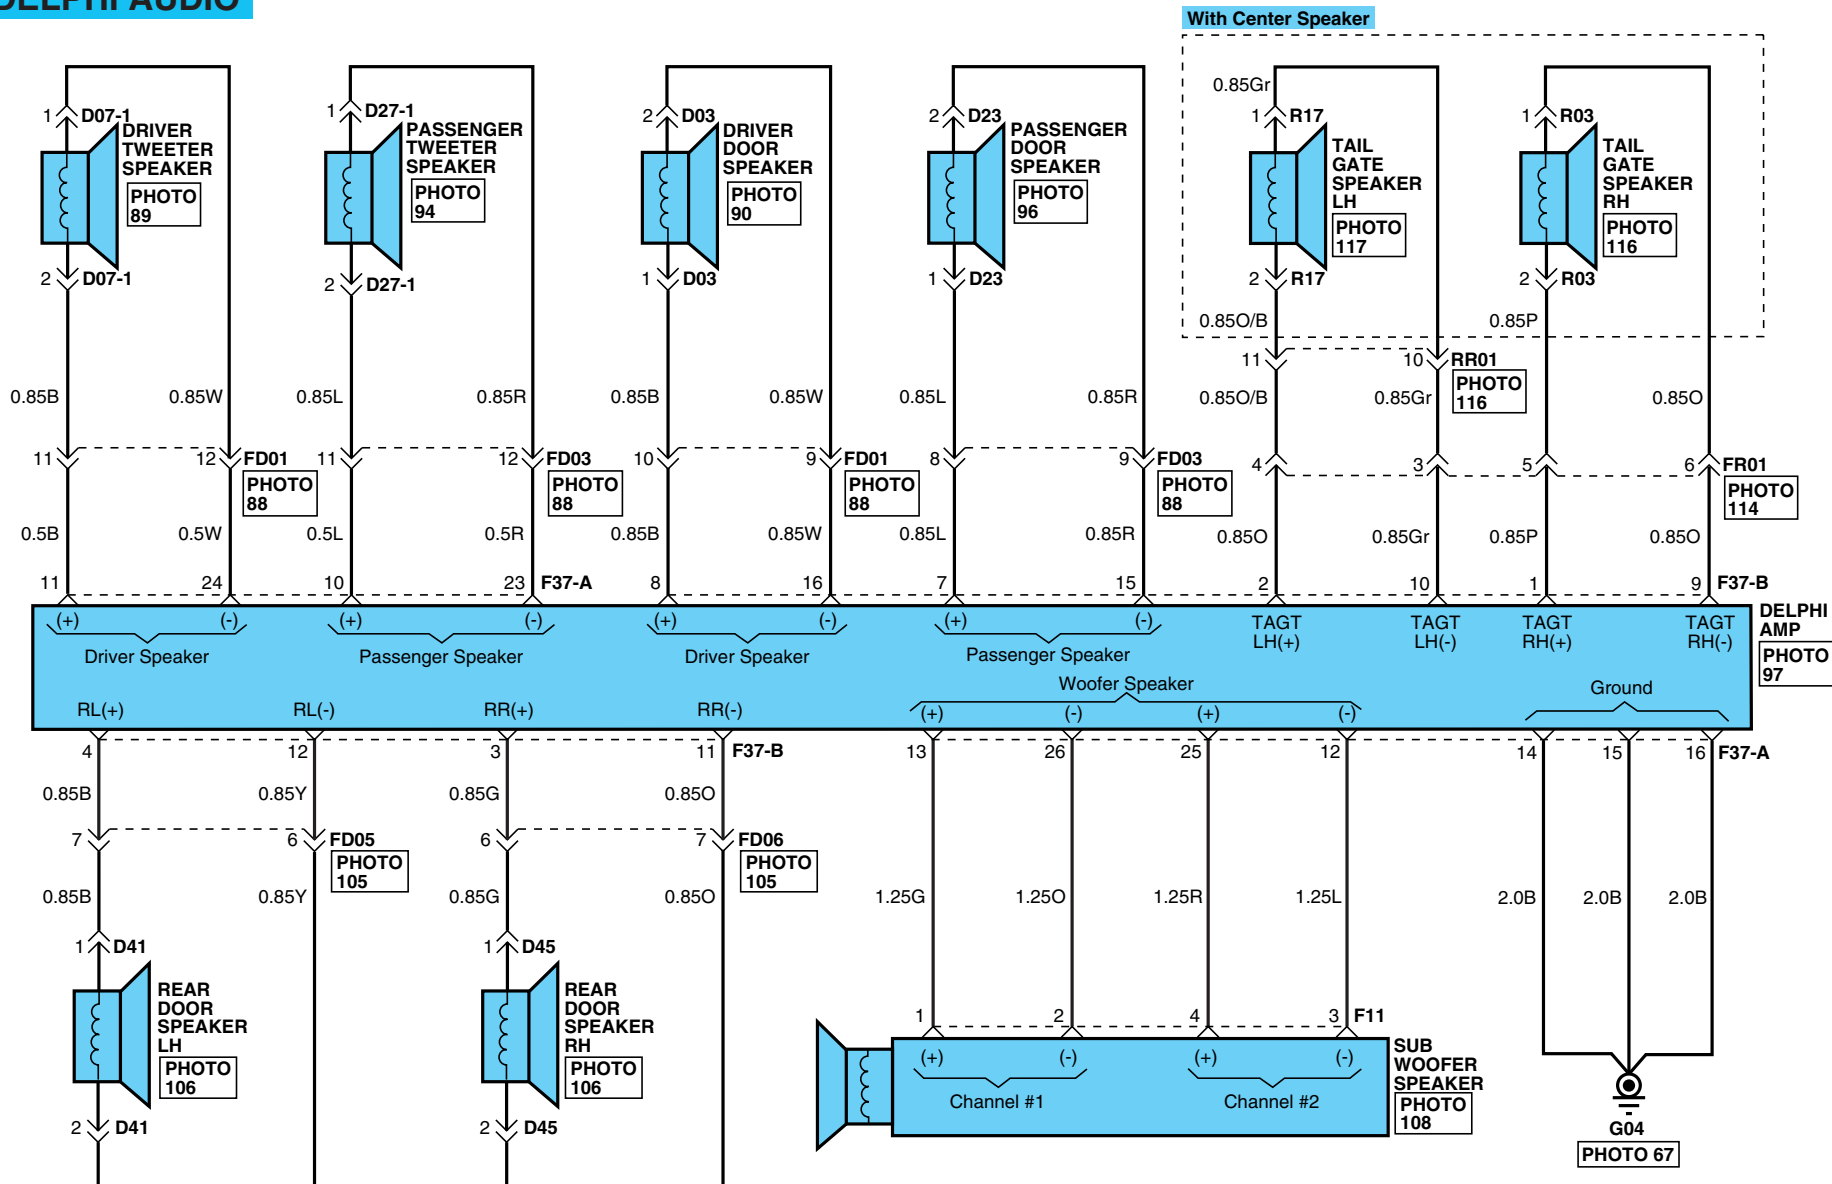 DELPHI AUDIO
With Center Speaker
0.85Gr
1 D07-1
1 D27-1
2 D03
2 D23
1 R17
1 R03
DRIVER
TWEETER
SPEAKER
PHOTO
89
PASSENGER
TWEETER
SPEAKER
PHOTO
94
DRIVER
DOOR
SPEAKER
PHOTO
90
PASSENGER
DOOR
SPEAKER
PHOTO
96
TAIL
GATE
SPEAKER
LH
PHOTO
117
TAIL
GATE
SPEAKER
RH
PHOTO
116
2 D07-1
2 D27-1
1 D03
1 D23
2 R17
2 R03
0.85O/B
0.85P
11
10 RR01
PHOTO
116
0.85B
0.85W
0.85L
0.85R
0.85B
0.85W
0.85L
0.85R
0.85O/B
0.85Gr
0.85O
11
12 FD01
PHOTO
88
11
12 FD03
PHOTO
88
10
9 FD01
PHOTO
88
8
9 FD03
PHOTO
88
4
3
5
6 FR01
PHOTO
114
0.5B
0.5W
0.5L
0.5R
0.85B
0.85W
0.85L
0.85R
0.85O
0.85Gr
0.85P
0.85O
11
24
10
23 F37-A
8
16
7
15
2
10
1
9 F37-B
(+)
(-)
(+)
(-)
(+)
(-)
(+)
(-)
TAGT
LH(+)
TAGT
LH(-)
TAGT
RH(+)
TAGT
RH(-)
DELPHI
AMP
PHOTO
97
Driver Speaker
Passenger Speaker
Driver Speaker
Passenger Speaker
Woofer Speaker
Ground
RL(+)
RL(-)
RR(+)
RR(-)
(+)
(-)
(+)
(-)
4
12
3
11 F37-B
13
26
25
12
14
15
16 F37-A
0.85B
0.85Y
0.85G
0.85O
7
6 FD05
PHOTO
105
6
7 FD06
PHOTO
105
0.85B
0.85Y
0.85G
0.85O
1.25G
1.25O
1.25R
1.25L
2.0B
2.0B
2.0B
1 D41
1 D45
REAR
DOOR
SPEAKER
LH
PHOTO
106
REAR
DOOR
SPEAKER
RH
PHOTO
106
2 D41
2 D45
1
2
4
3 F11
(+)
(-)
(+)
(-)
Channel #1
Channel #2
SUB
WOOFER
SPEAKER
PHOTO
108
G04
PHOTO 67